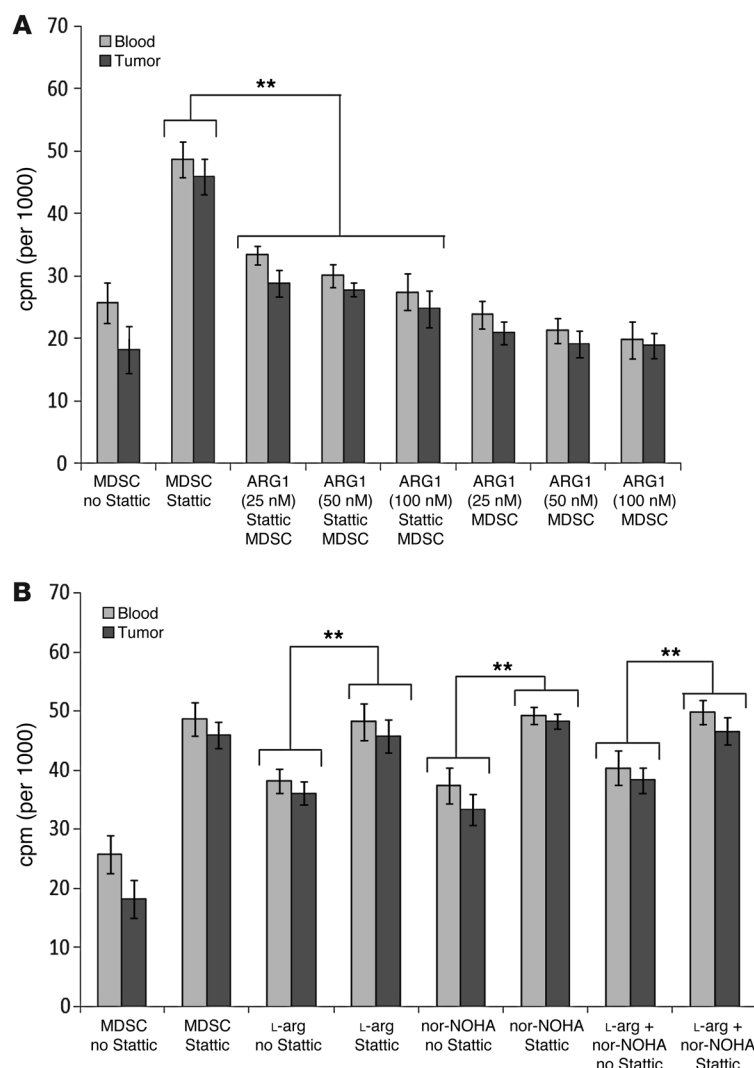 A
70
60
50
40
30
20
10
0
cpm (per 1000)
Blood
Tumor
**
MDSC
no Stattic
MDSC
Stattic
ARG1
(25 nM)
Stattic
MDSC
ARG1
(50 nM)
Stattic
MDSC
ARG1
(100 nM)
Stattic
MDSC
ARG1
(25 nM)
MDSC
ARG1
(50 nM)
MDSC
ARG1
(100 nM)
MDSC
B
70
60
50
40
30
20
10
0
cpm (per 1000)
Blood
Tumor
**
**
**
MDSC
no Stattic
MDSC
Stattic
L-arg
no Stattic
L-arg
Stattic
nor-NOHA
no Stattic
nor-NOHA
Stattic
L-arg +
nor-NOHA
no Stattic
L-arg +
nor-NOHA
Stattic